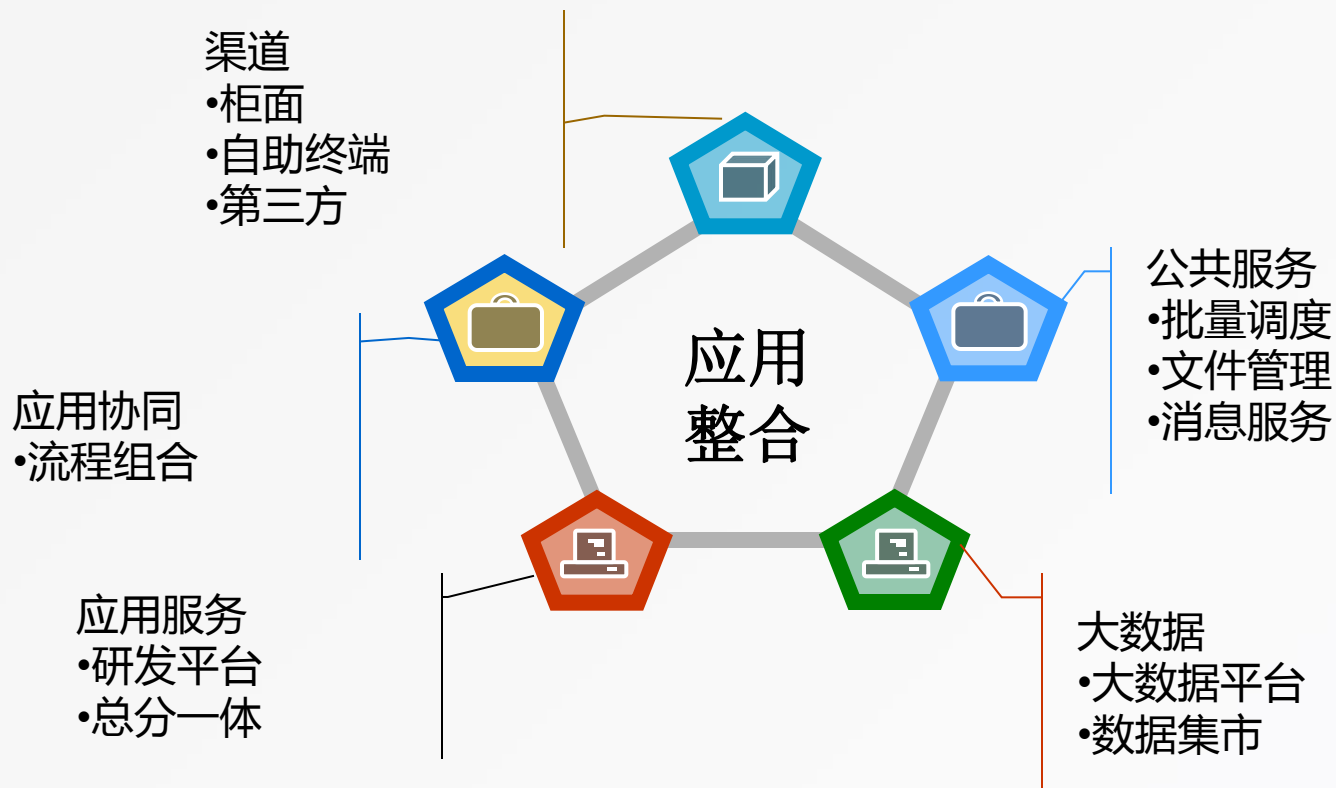 渠道
•柜面
•自助终端
•第三方
公共服务
•批量调度
•文件管理
•消息服务
应用
整合
应用协同
•流程组合
应用服务
•研发平台
•总分一体
大数据
•大数据平台
•数据集市